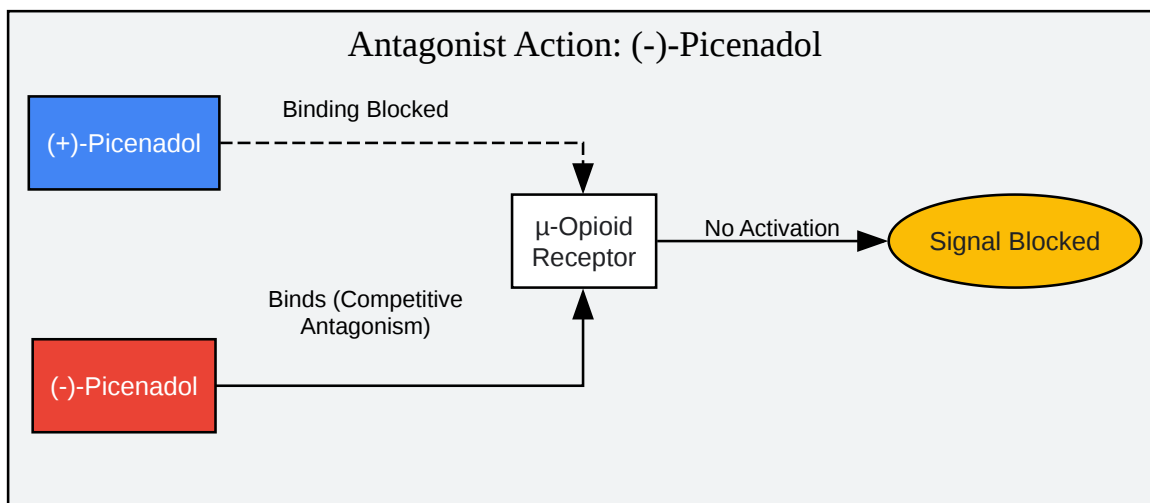 Antagonist Action: (-)-Picenadol
Binding Blocked
(+)-Picenadol
µ-Opioid
Receptor
No Activation
Signal Blocked
Binds (Competitive
Antagonism)
(-)-Picenadol